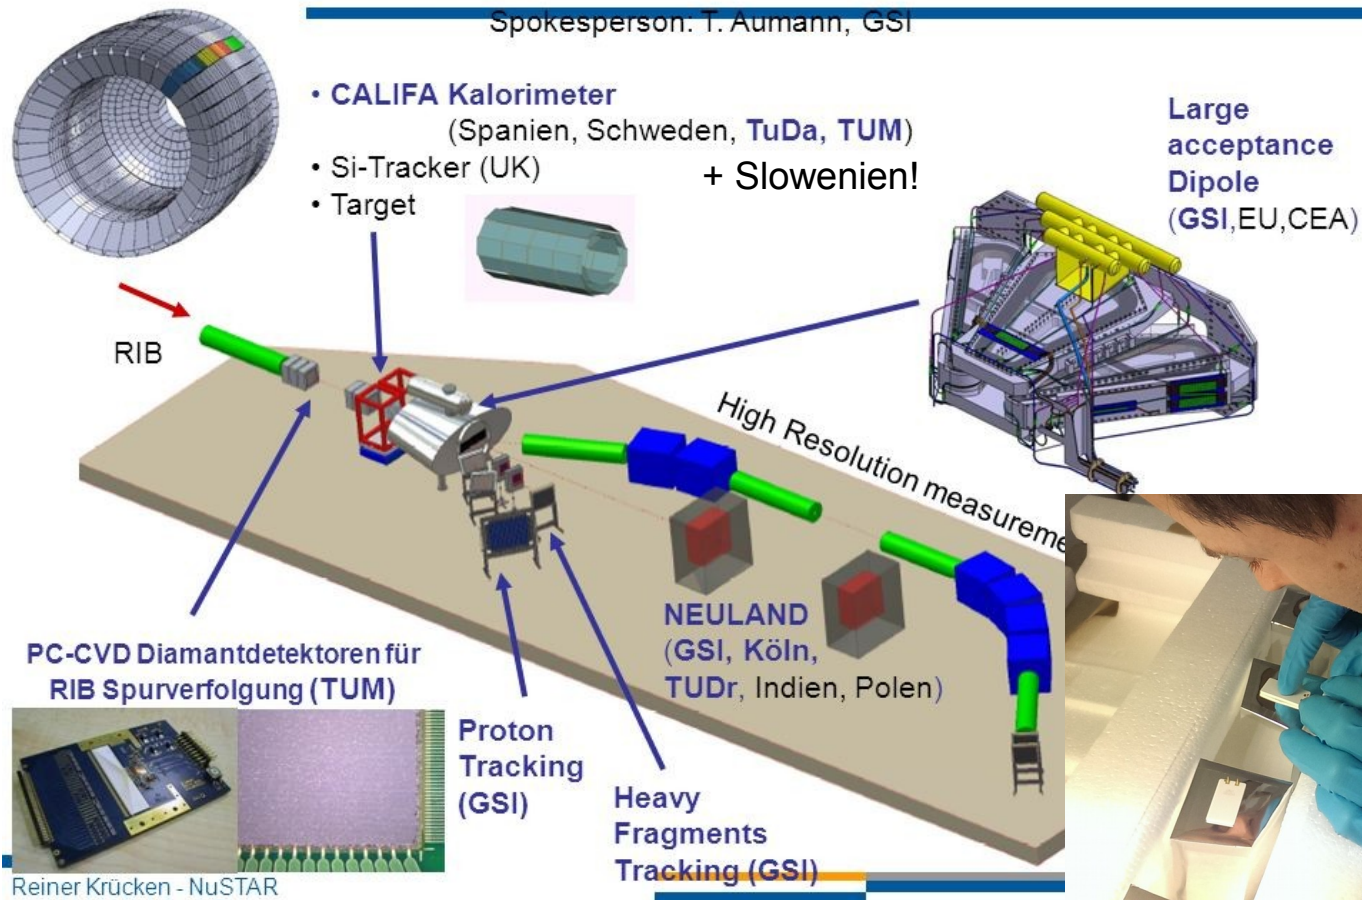 Spokesperson: T. Aumann, GSI
• CALIFA Kalorimeter
(Spanien, Schweden, TuDa, TUM)
• Si-Tracker (UK)
+ Slowenien!
• Target
Large
acceptance
Dipole
(GSI,EU,CEA)
RIB
High Resolution measureme
NEULAND
(GSI, Köln,
TUDr, Indien, Polen)
PC-CVD Diamantdetektoren für
RIB Spurverfolgung (TUM)
Proton
Tracking
(GSI)
Heavy
Fragments
Tracking (GSI)
Reiner Krücken - NuSTAR